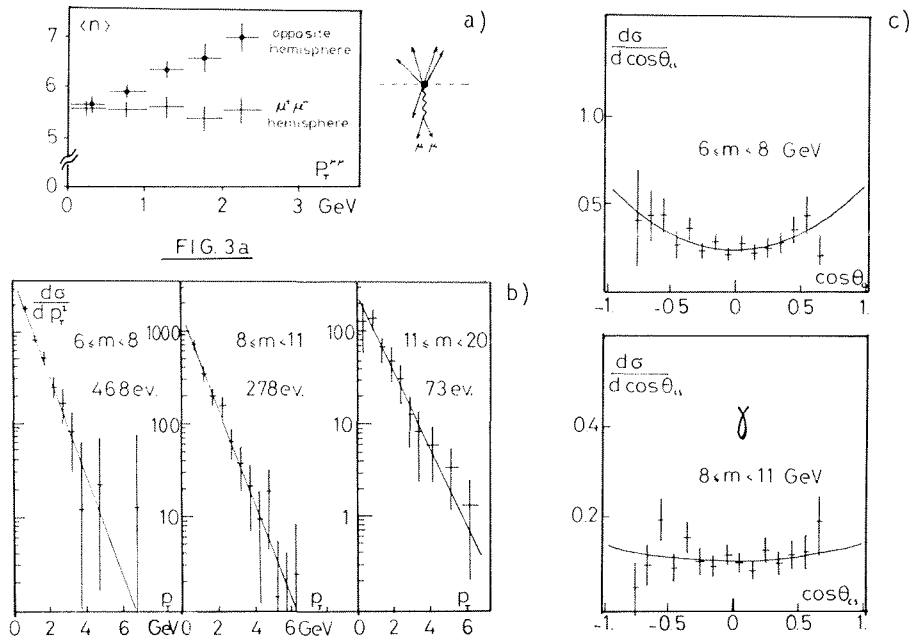 ⟨n⟩
a)
7
6
5
0
opposite
hemisphere
μ⁺ μ⁻
hemisphere
P_T^μμ
0 1 2 3 GeV
μ μ
FIG. 3a
b)
dσ
dp_T²
6 ≤ m < 8
468 ev.
p_T
0 2 4 6 GeV
1000
100
10
8 ≤ m < 11
278 ev.
p_T
0 2 4 6 GeV
100
10
1
11 ≤ m < 20
73 ev.
p_T
0 2 4 6
c)
dσ
d cosθ_cs
1.0
0.5
6 ≤ m < 8 GeV
cosθ
-1 -0.5 0 0.5 1.
dσ
d cosθ_cs
0.4
0.2
ϒ
8 ≤ m < 11 GeV
cosθ_cs
-1. -0.5 0 0.5 1.